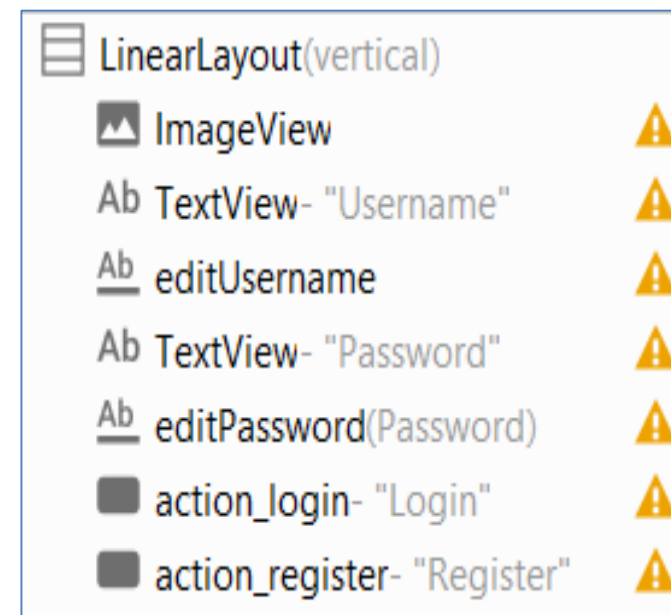 LinearLayout(vertical)
ImageView
Ab TextView- "Username"
Ab editUsername
Ab TextView- "Password"
Ab editPassword(Password)
action_login- "Login"
action_register- "Register"